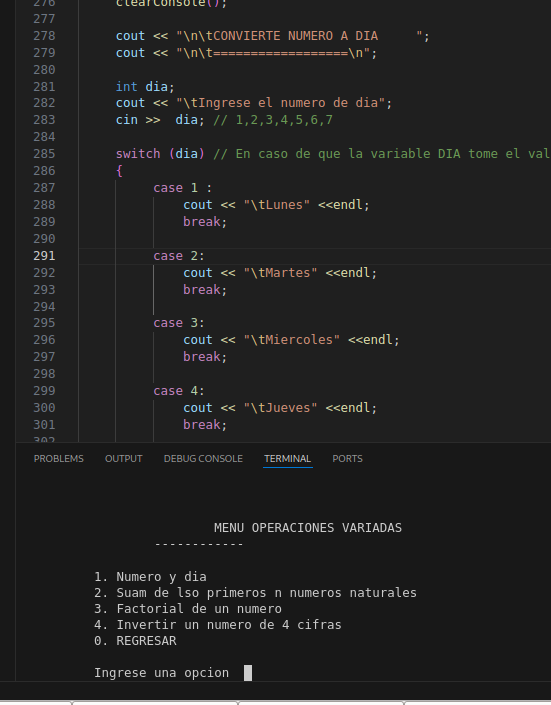 276 clearConsole();
277
278 cout << "\n\tCONVIERTE NUMERO A DIA     ";
279 cout << "\n\t==================\n";
280
281 int dia;
282 cout << "\tIngrese el numero de dia";
283 cin >>  dia; // 1,2,3,4,5,6,7
284
285 switch (dia) // En caso de que la variable DIA tome el val
286 {
287 case 1 :
288 cout << "\tLunes" <<endl;
289 break;
290
291 case 2:
292 cout << "\tMartes" <<endl;
293 break;
294
295 case 3:
296 cout << "\tMiercoles" <<endl;
297 break;
298
299 case 4:
300 cout << "\tJueves" <<endl;
301 break;
302
PROBLEMS OUTPUT DEBUG CONSOLE TERMINAL PORTS
MENU OPERACIONES VARIADAS
------------
1. Numero y dia
2. Suam de lso primeros n numeros naturales
3. Factorial de un numero
4. Invertir un numero de 4 cifras
0. REGRESAR
Ingrese una opcion